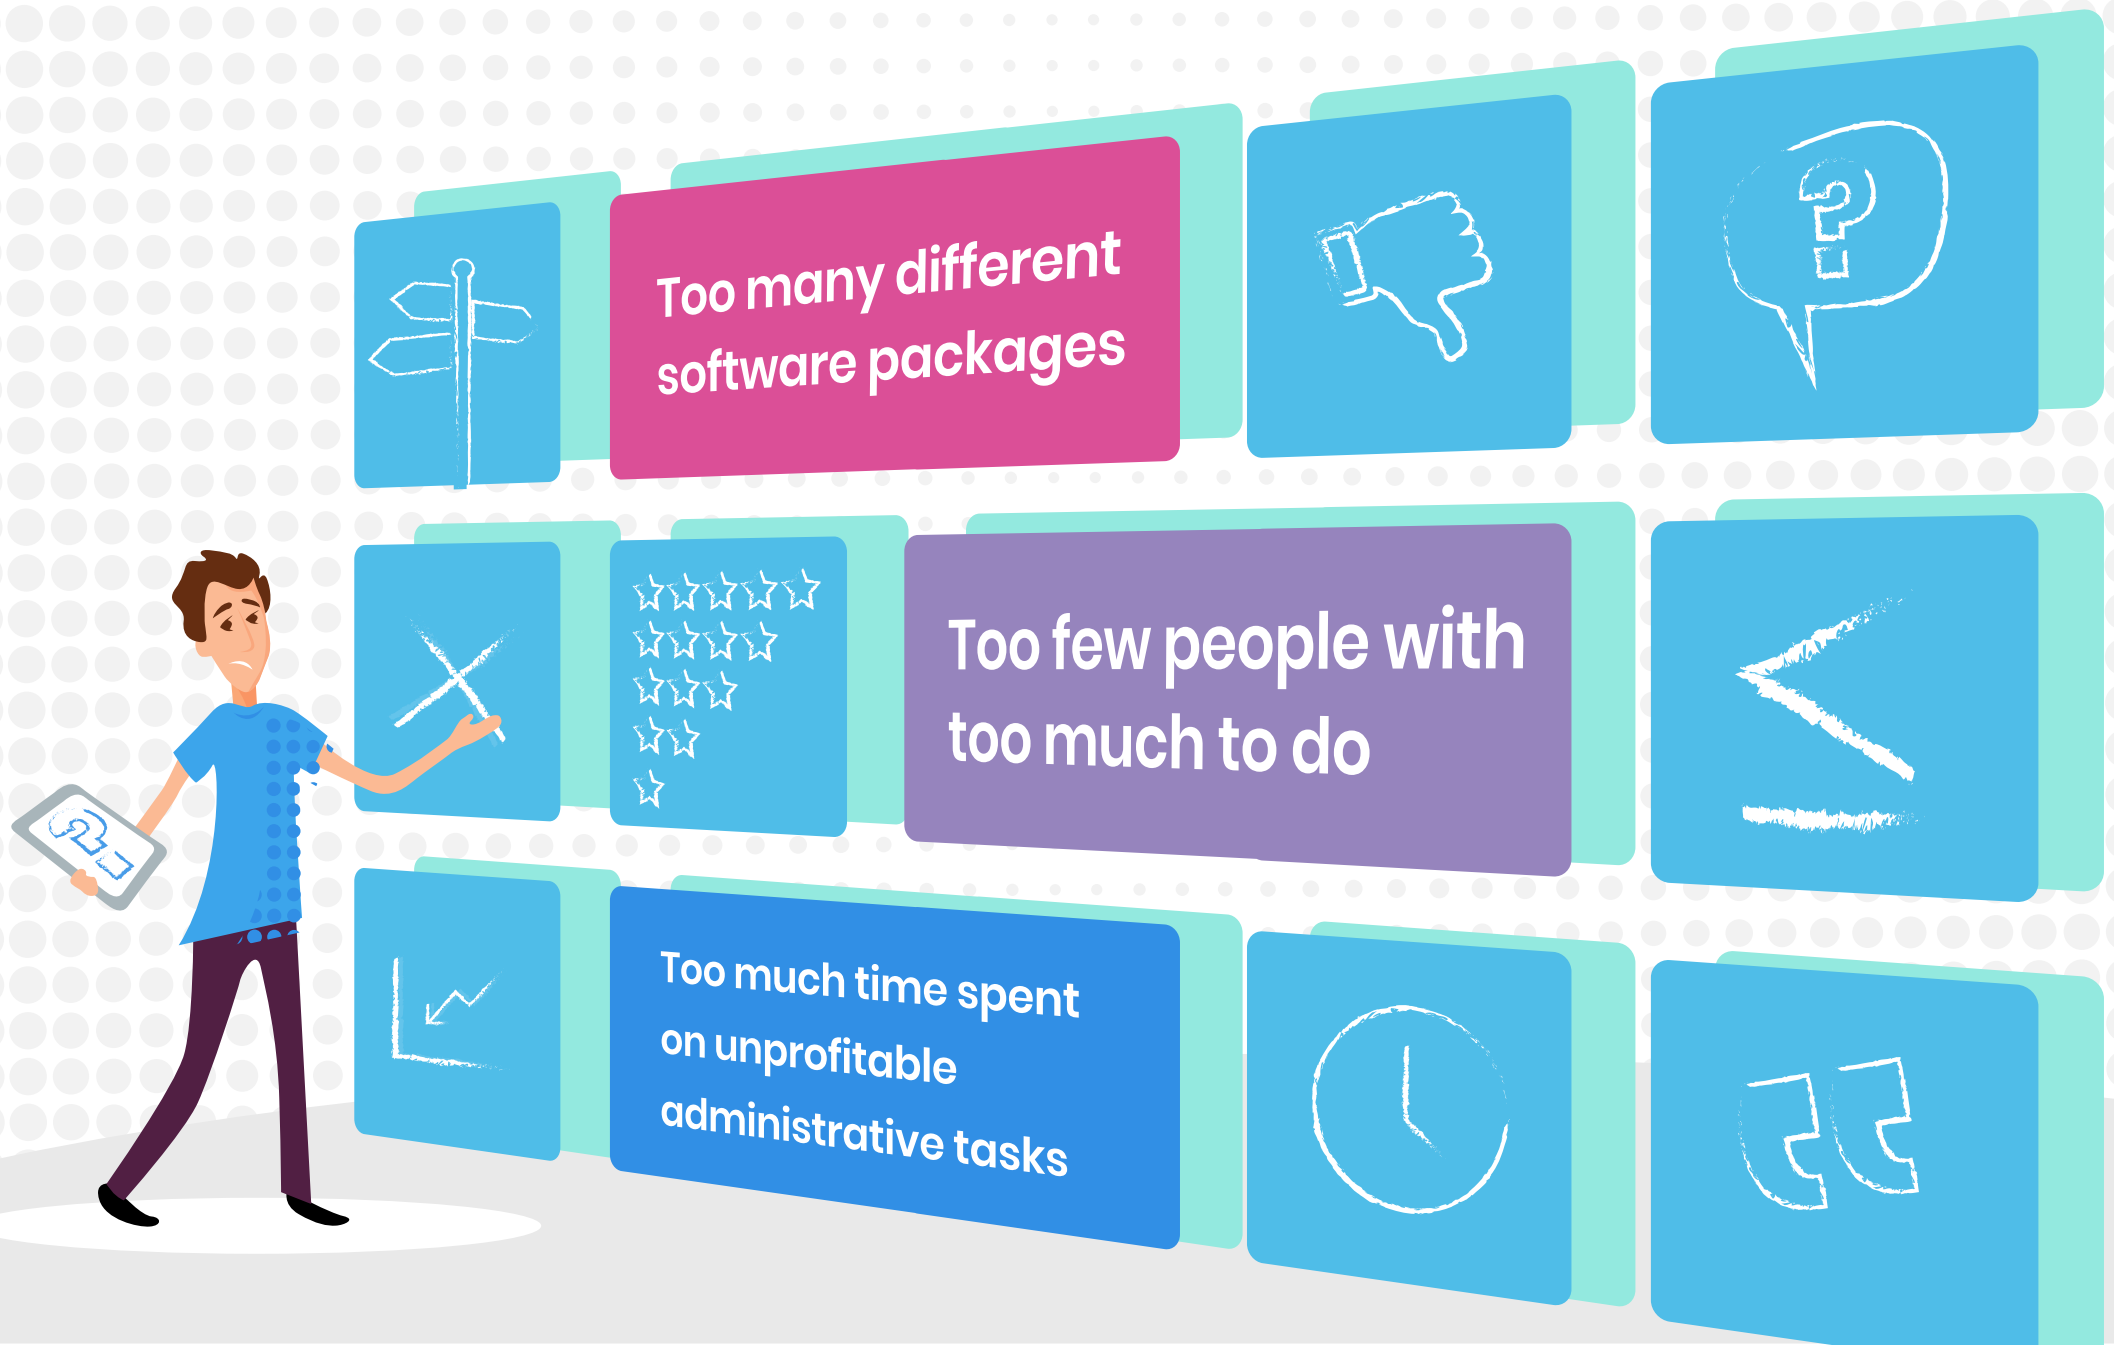 ?
Too many different
software packages
Too few people with
too much to do
Too much time spent
on unprofitable
administrative tasks
?